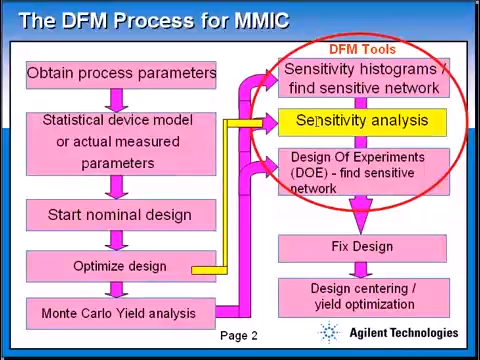 The DFM Process for MMIC
Obtain process parameters
Statistical device model
or actual measured
parameters
Start nominal design
Optimize design
Monte Carlo Yield analysis
DFM Tools
Sensitivity histograms /
find sensitive network
Sensitivity analysis
Design Of Experiments
(DOE) - find sensitive
network
Fix Design
Design centering /
yield optimization
Page 2
Agilent Technologies